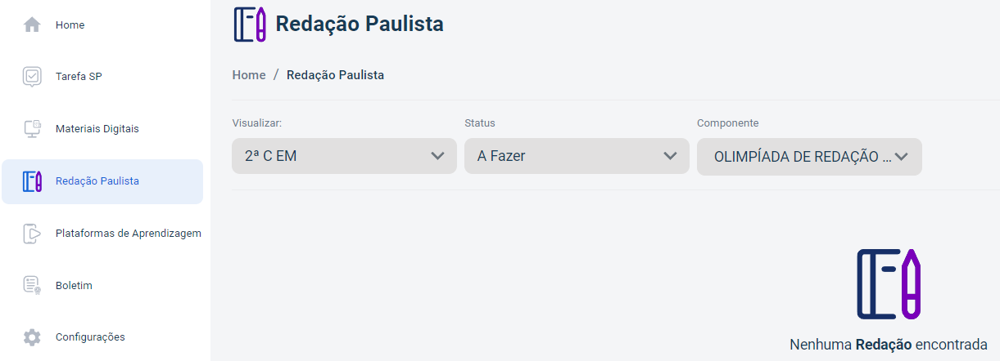 Home
Tarefa SP
Materiais Digitais
Redação Paulista
Plataformas de Aprendizagem
Boletim
Configurações
Redação Paulista
Home / Redação Paulista
Visualizar: Status Componente
2ª C EM A Fazer OLIMPÍADA DE REDAÇÃO ...
Nenhuma Redação encontrada